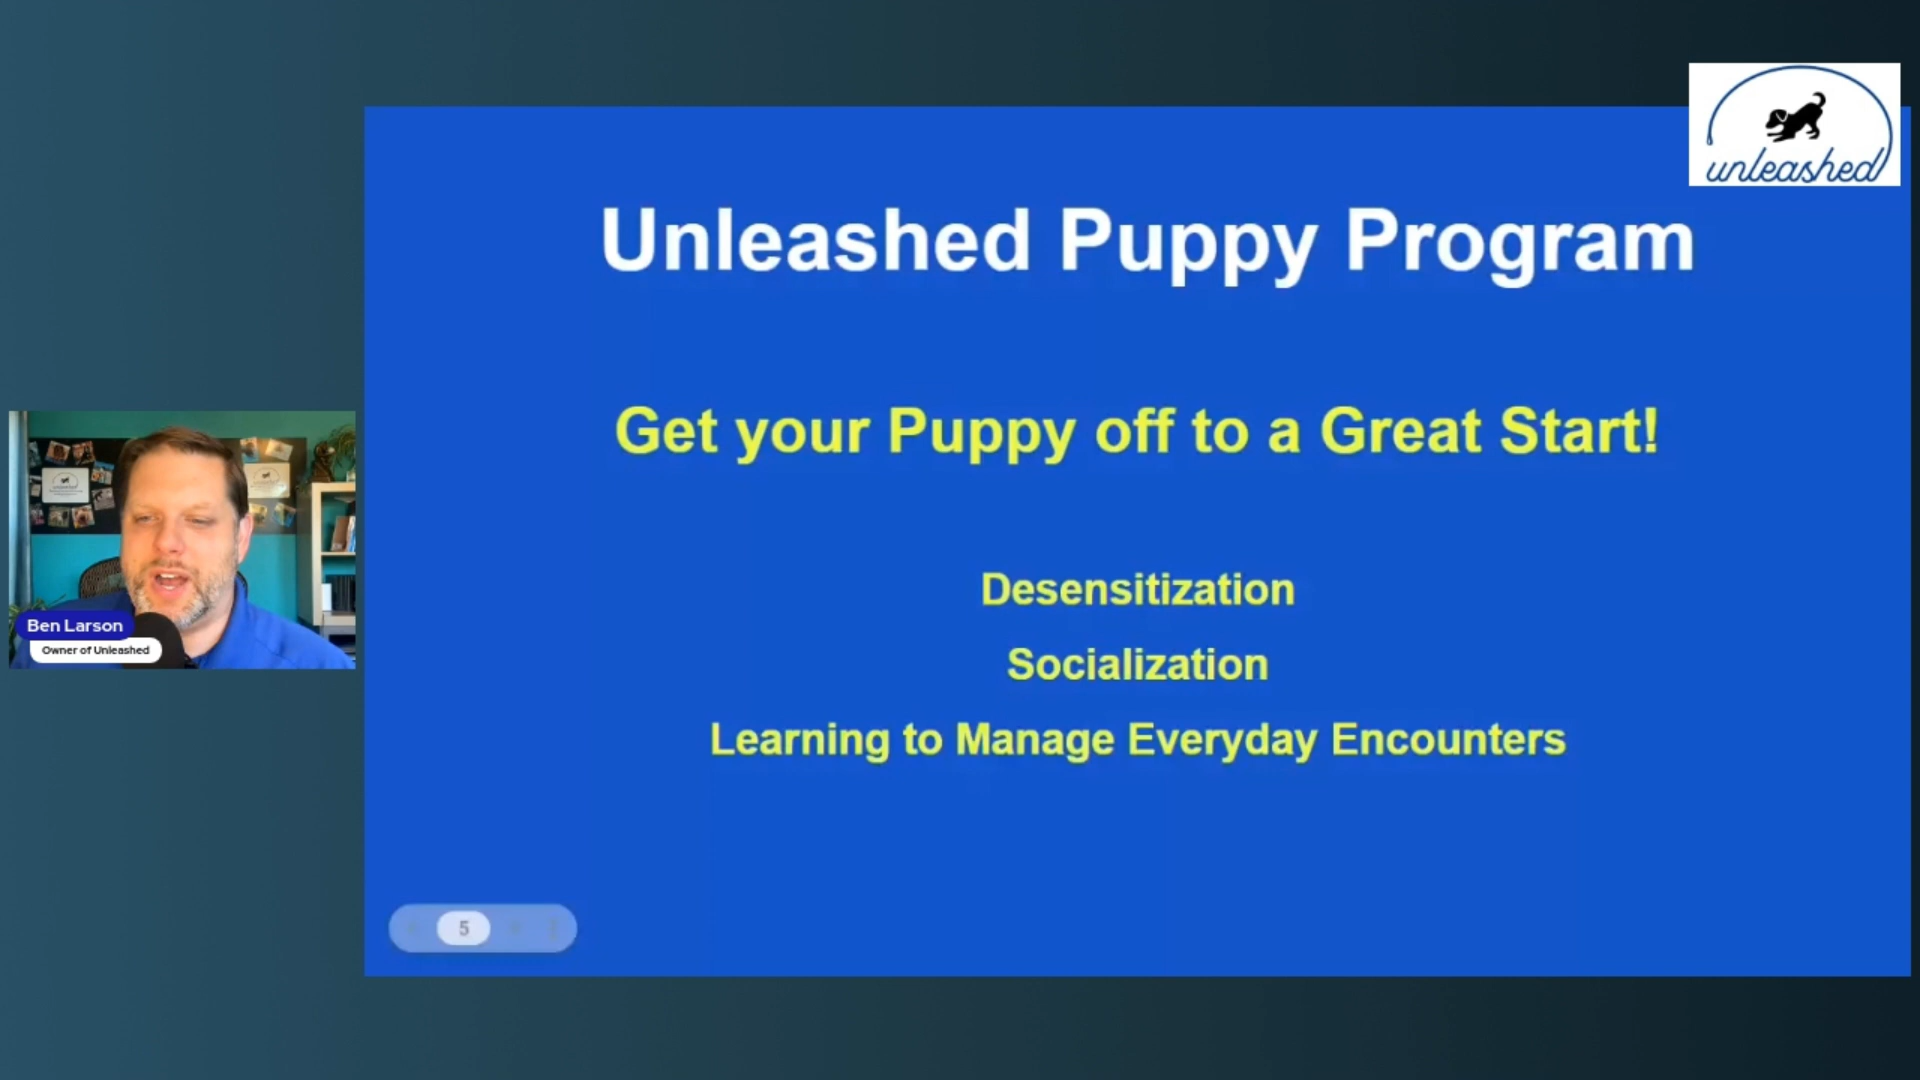 unleashed
Unleashed Puppy Program
Get your Puppy off to a Great Start!
Desensitization
Socialization
Learning to Manage Everyday Encounters
Ben Larson
Owner of Unleashed
5